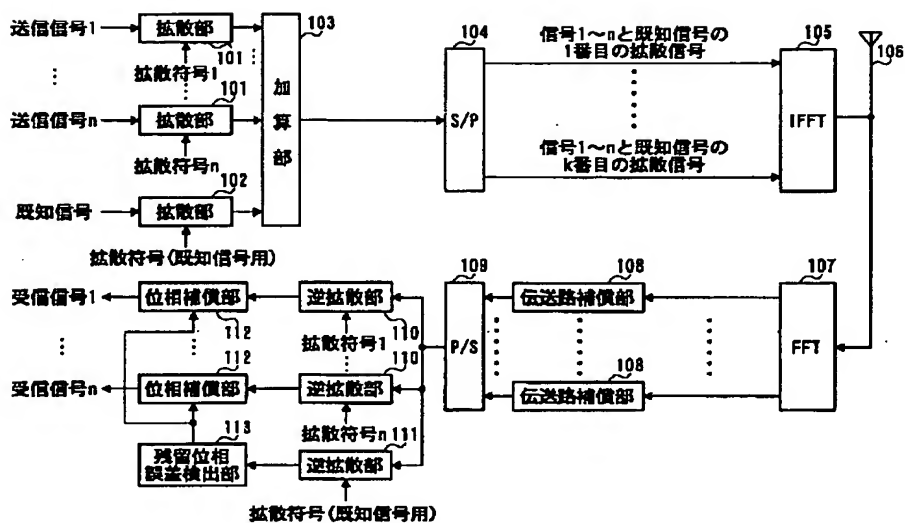 送信信号1
拡散部
101
拡散符号1
送信信号n
拡散部
101
拡散符号n
既知信号
拡散部
102
拡散符号(既知信号用)
加算部
103
S/P
104
信号1～nと既知信号の
1番目の拡散信号
信号1～nと既知信号の
k番目の拡散信号
IFFT
105
106
受信信号1
位相補償部
112
受信信号n
位相補償部
112
残留位相
誤差検出部
113
逆拡散部
110
拡散符号1
逆拡散部
110
拡散符号n
逆拡散部
111
拡散符号(既知信号用)
P/S
109
伝送路補償部
108
伝送路補償部
108
FFT
107